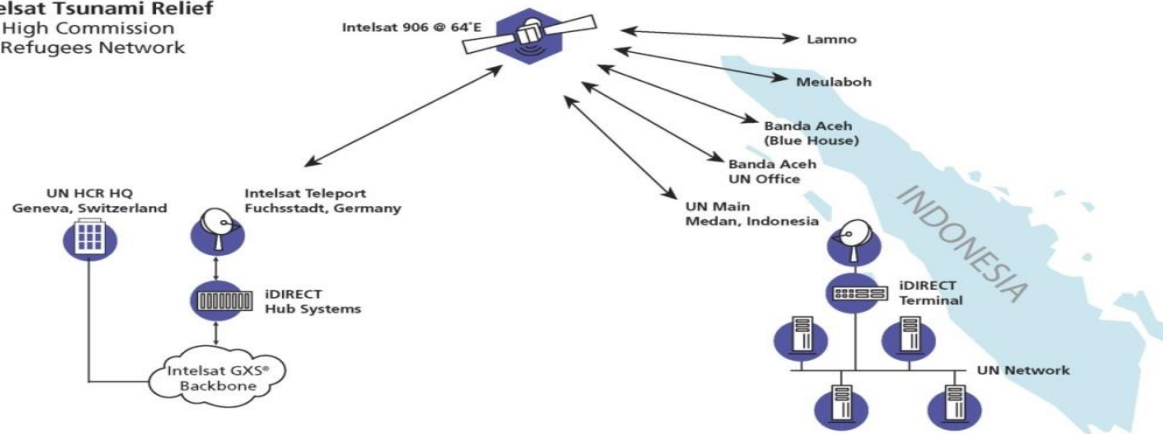 elsat Tsunami Relief
High Commission
Refugees Network
Intelsat 906 @ 64°E
Lamno
Meulaboh
Banda Aceh
(Blue House)
Banda Aceh
UN Office
UN Main
Medan, Indonesia
UN HCR HQ
Geneva, Switzerland
Intelsat Teleport
Fuchsstadt, Germany
iDIRECT
Hub Systems
Intelsat GXS®
Backbone
INDONESIA
iDIRECT
Terminal
UN Network